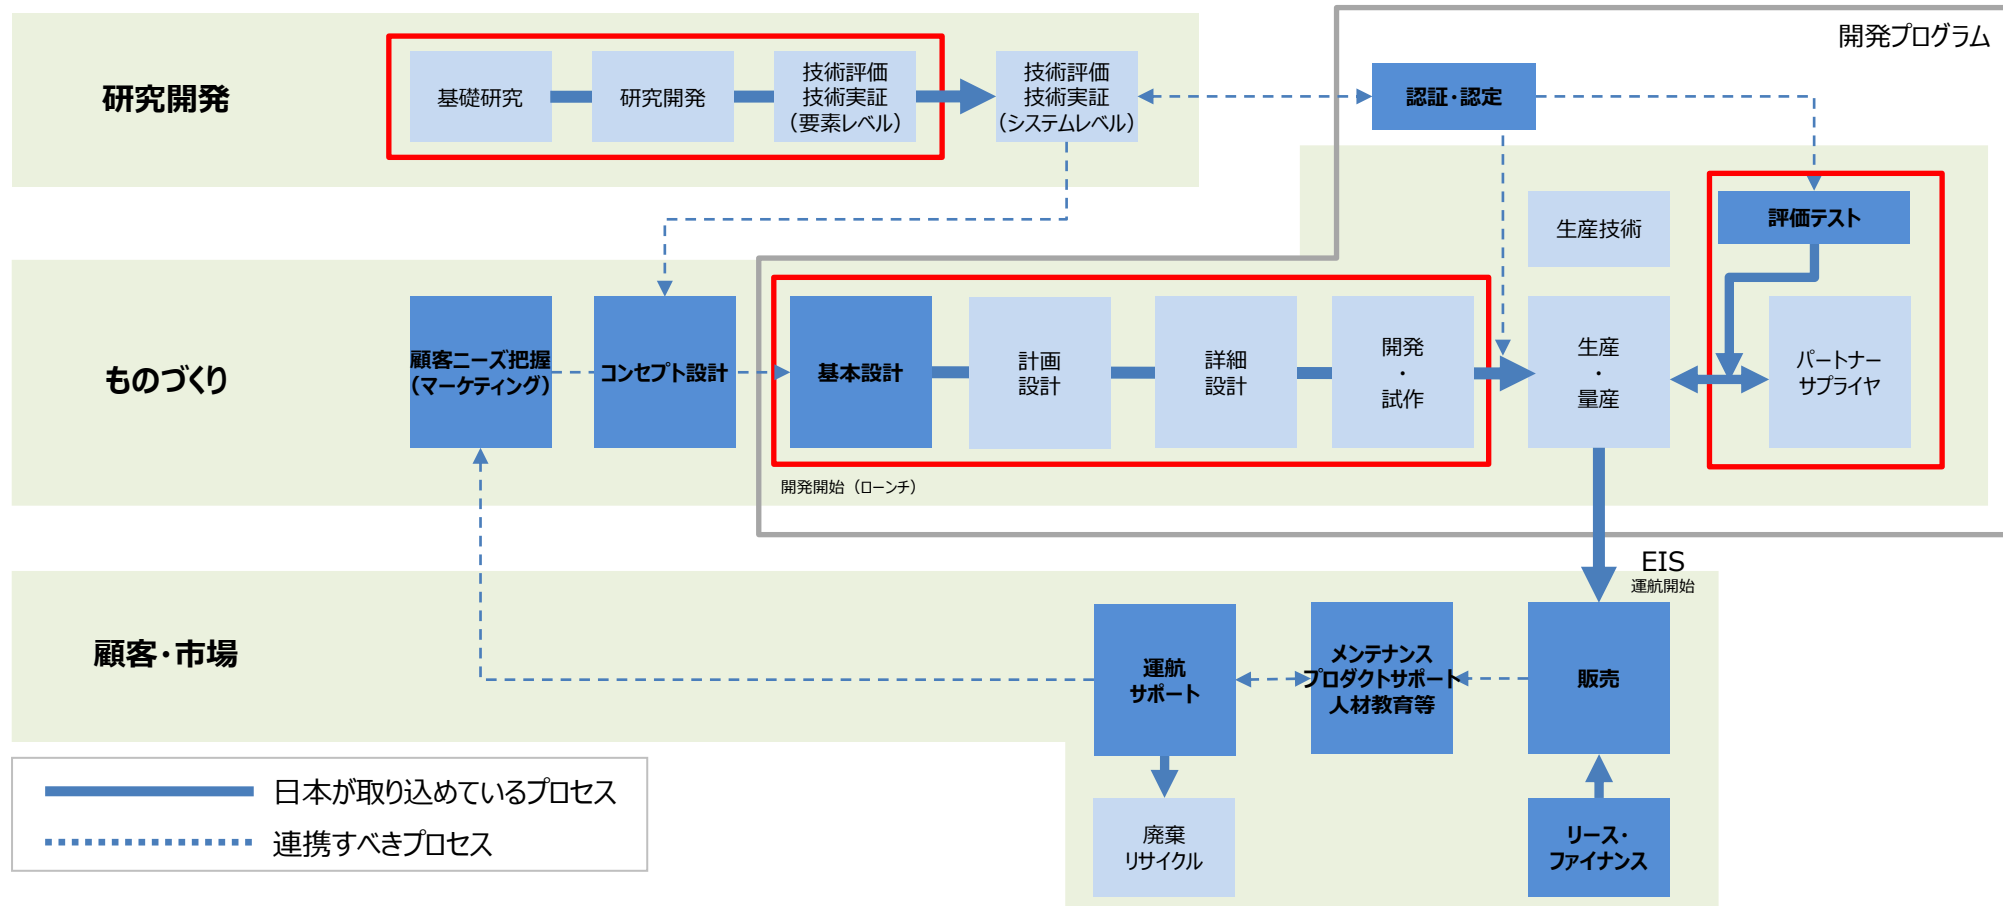 開発プログラム
研究開発
基礎研究
研究開発
技術評価
技術実証
（要素レベル）
技術評価
技術実証
（システムレベル）
認証・認定
生産技術
評価テスト
ものづくり
顧客ニーズ把握
（マーケティング）
コンセプト設計
基本設計
計画
設計
詳細
設計
開発
・
試作
生産
・
量産
パートナー
サプライヤ
開発開始（ローンチ）
EIS
運航開始
顧客・市場
運航
サポート
メンテナンス
プロダクトサポート
人材教育等
販売
廃棄
リサイクル
リース・
ファイナンス
日本が取り込めているプロセス
連携すべきプロセス